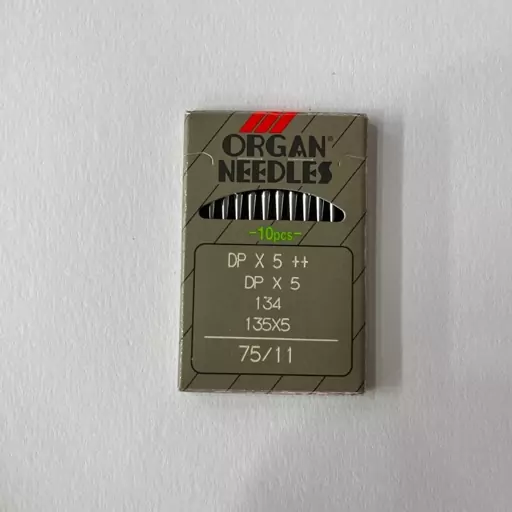 ORGAN®
NEEDLES
-10pcs-
DP X 5 ++
DP X 5
134
135X5
75/11